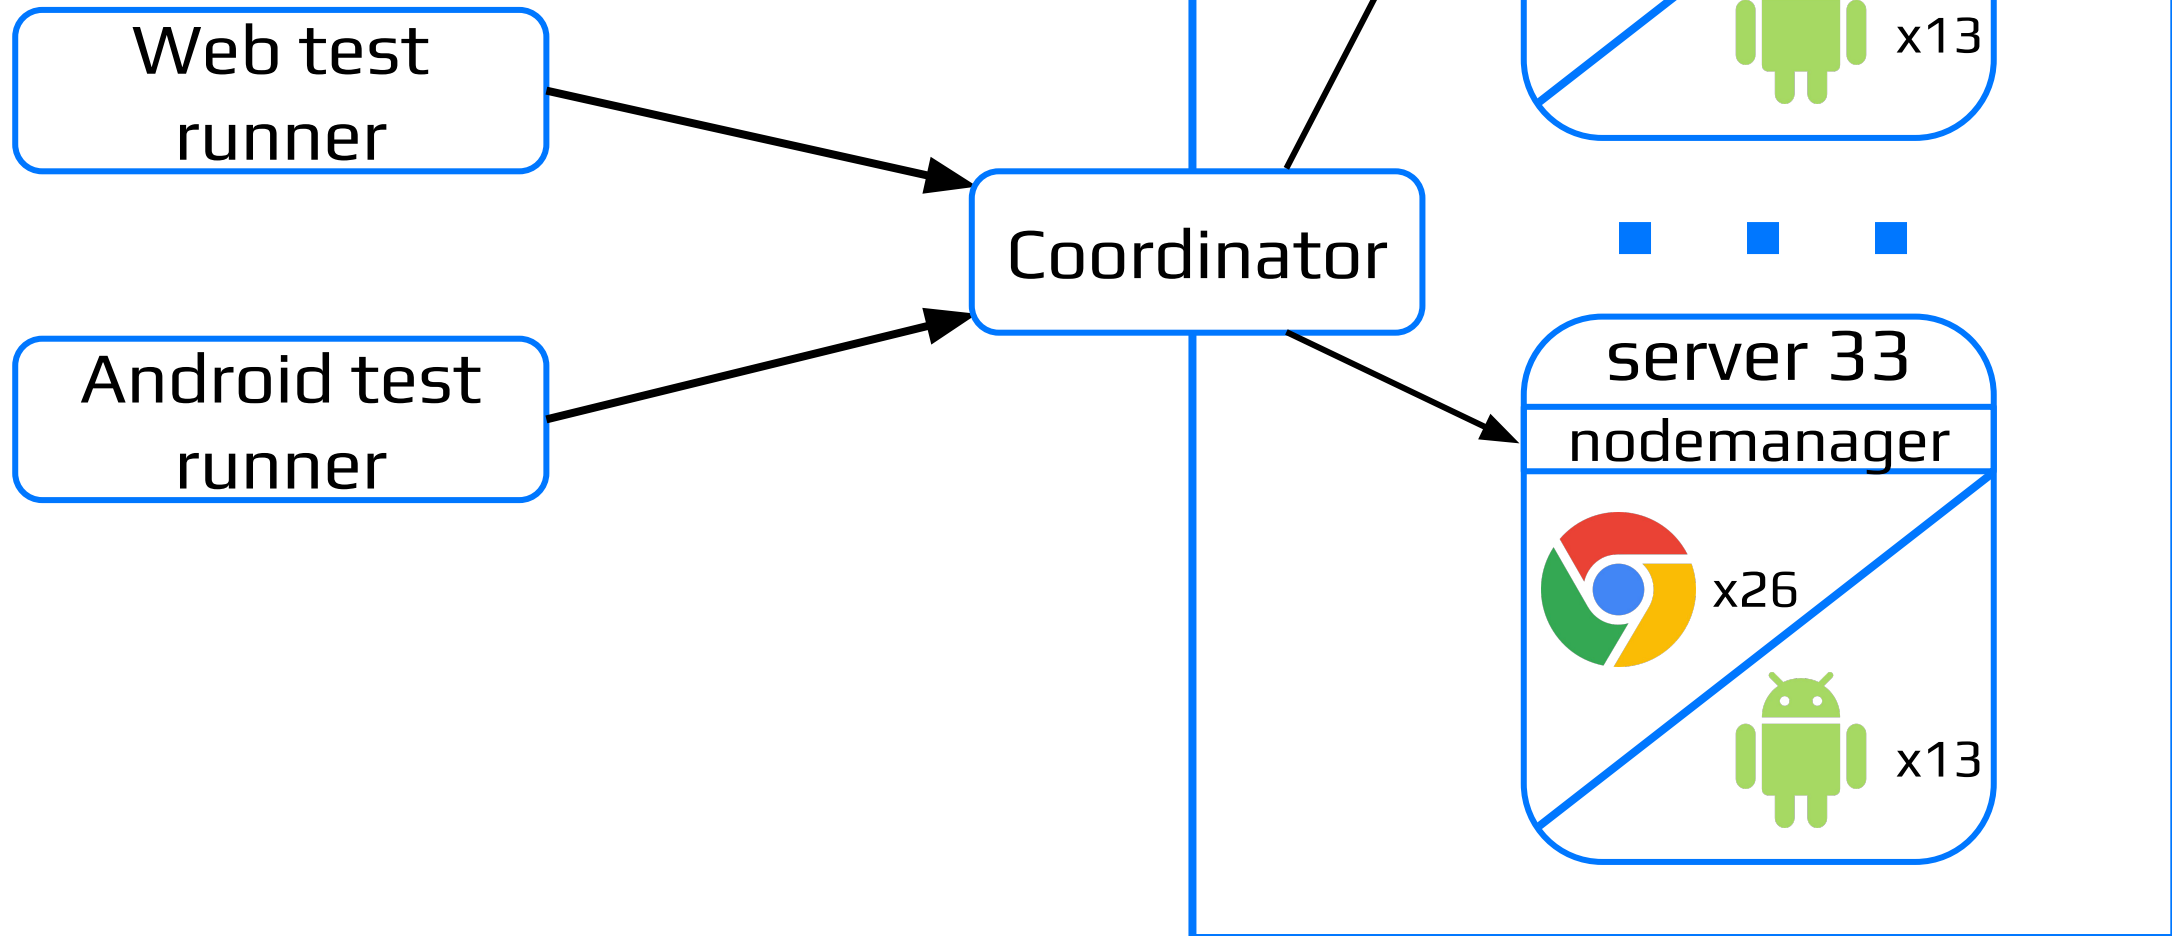 Web test
runner
x13
Coordinator
Android test
runner
server 33
nodemanager
x26
x13